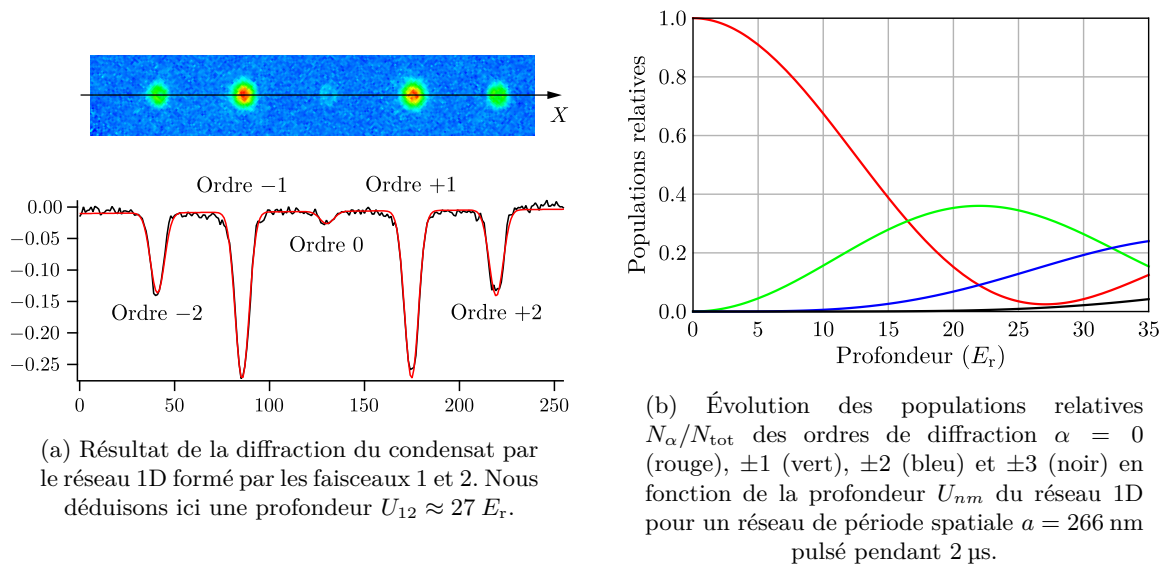 X
Ordre −1
Ordre +1
0.00
−0.05
−0.10
−0.15
−0.20
−0.25
Ordre 0
Ordre −2
Ordre +2
0 50 100 150 200 250
(a) Résultat de la diffraction du condensat par
le réseau 1D formé par les faisceaux 1 et 2. Nous
déduisons ici une profondeur U₁₂ ≈ 27 Eᵣ.
Populations relatives
1.0
0.8
0.6
0.4
0.2
0.0
0 5 10 15 20 25 30 35
Profondeur (Eᵣ)
(b) Évolution des populations relatives
N_α/N_tot des ordres de diffraction α = 0
(rouge), ±1 (vert), ±2 (bleu) et ±3 (noir) en
fonction de la profondeur U_nm du réseau 1D
pour un réseau de période spatiale a = 266 nm
pulsé pendant 2 µs.